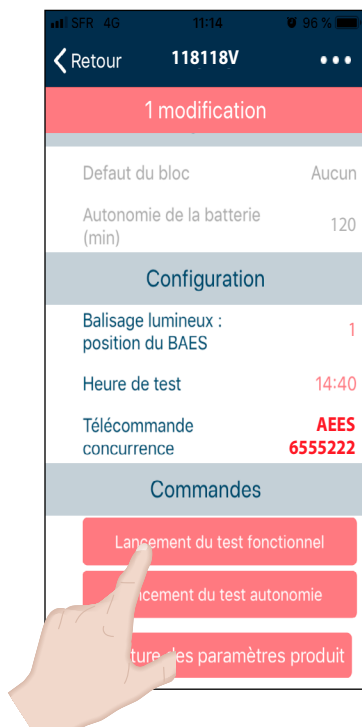 SFR 4G 11:14 96 %
Retour 118118V
1 modification
Defaut du bloc Aucun
Autonomie de la batterie
(min) 120
Configuration
Balisage lumineux :
position du BAES 1
Heure de test 14:40
Télécommande AEES
concurrence 6555222
Commandes
Lancement du test fonctionnel
cement du test autonomie
ture des paramètres produit